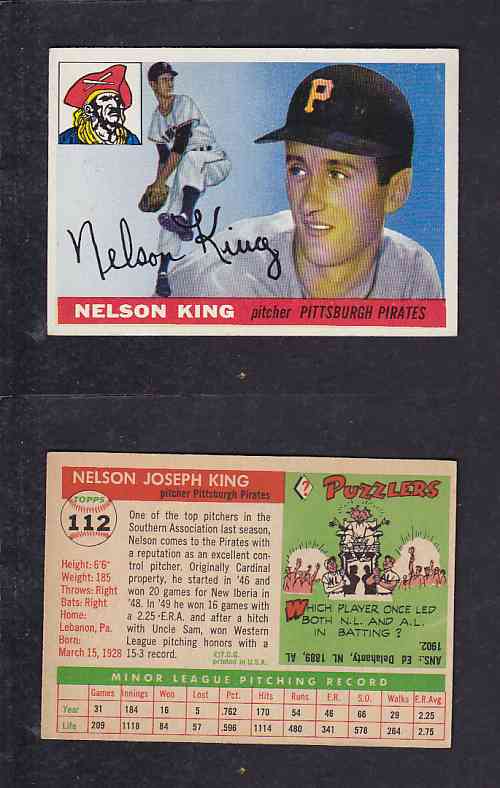 P
Nelson King
NELSON KING pitcher PITTSBURGH PIRATES
NELSON JOSEPH KING
pitcher Pittsburgh Pirates
TOPPS
112
Height: 6'6"
Weight: 185
Throws: Right
Bats: Right
Home:
Lebanon, Pa.
Born:
March 15, 1928
One of the top pitchers in the
Southern Association last season,
Nelson comes to the Pirates with
a reputation as an excellent con-
trol pitcher. Originally Cardinal
property, he started in '46 and
won 20 games for New Iberia in
'48. In '49 he won 16 games with
a 2.25 •E.R.A. and after a hitch
with Uncle Sam, won Western
League pitching honors with a
15-3 record.
©T.C.G.
printed in U.S.A.
? PUZZLERS
WHICH PLAYER ONCE LED
BOTH N.L. AND A.L.
IN BATTING ?
ANS.: Ed Delahanty, NL 1889, AL
1902.
MINOR LEAGUE PITCHING RECORD
Games Innings Won Lost Pct. Hits Runs E.R. S.O. Walks E.R.Avg
Year 31 184 16 5 .762 170 54 46 66 29 2.25
Life 209 1118 84 57 .596 1114 480 341 578 264 2.75